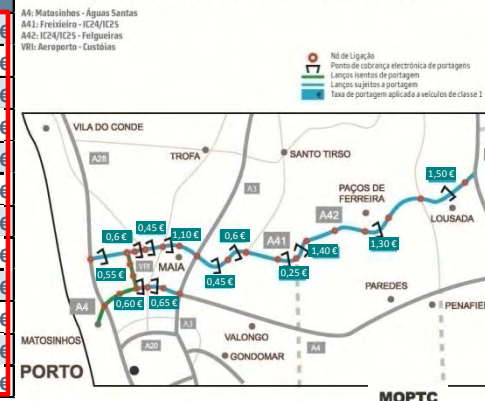 A4: Matosinhos - Águas Santas
A41: Freixieiro - IC24/IC25
A42: IC24/IC25 - Felgueiras
VRI: Aeroporto - Custóias
Nó de Ligação
Ponto de cobrança electrónica de portagens
Lanços isentos de portagem
Lanços sujeitos a portagem
€ Taxa de portagem aplicada a veículos de classe 1
VILA DO CONDE
A28
TROFA
SANTO TIRSO
A3
1,50 €
PAÇOS DE
FERREIRA
LOUSADA
0,6 €
0,45 €
1,10 €
0,6 €
A41
A42
1,40 €
1,30 €
0,55 €
VRI
MAIA
0,45 €
0,25 €
A4
0,60 €
0,65 €
PAREDES
PENAFIEL
MATOSINHOS
A20
A3
VALONGO
GONDOMAR
A4
PORTO
MOPTC
€
€
€
€
€
€
€
€
€
€
€
€